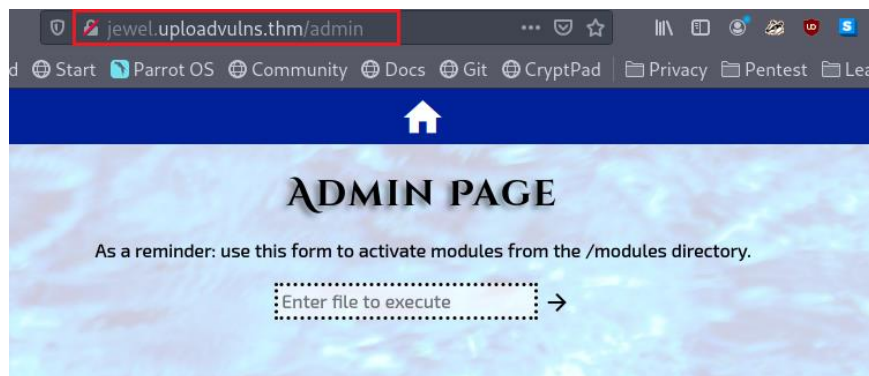 jewel.uploadvulns.thm/admin
d Start Parrot OS Community Docs Git CryptPad Privacy Pentest Lea
ADMIN PAGE
As a reminder: use this form to activate modules from the /modules directory.
Enter file to execute